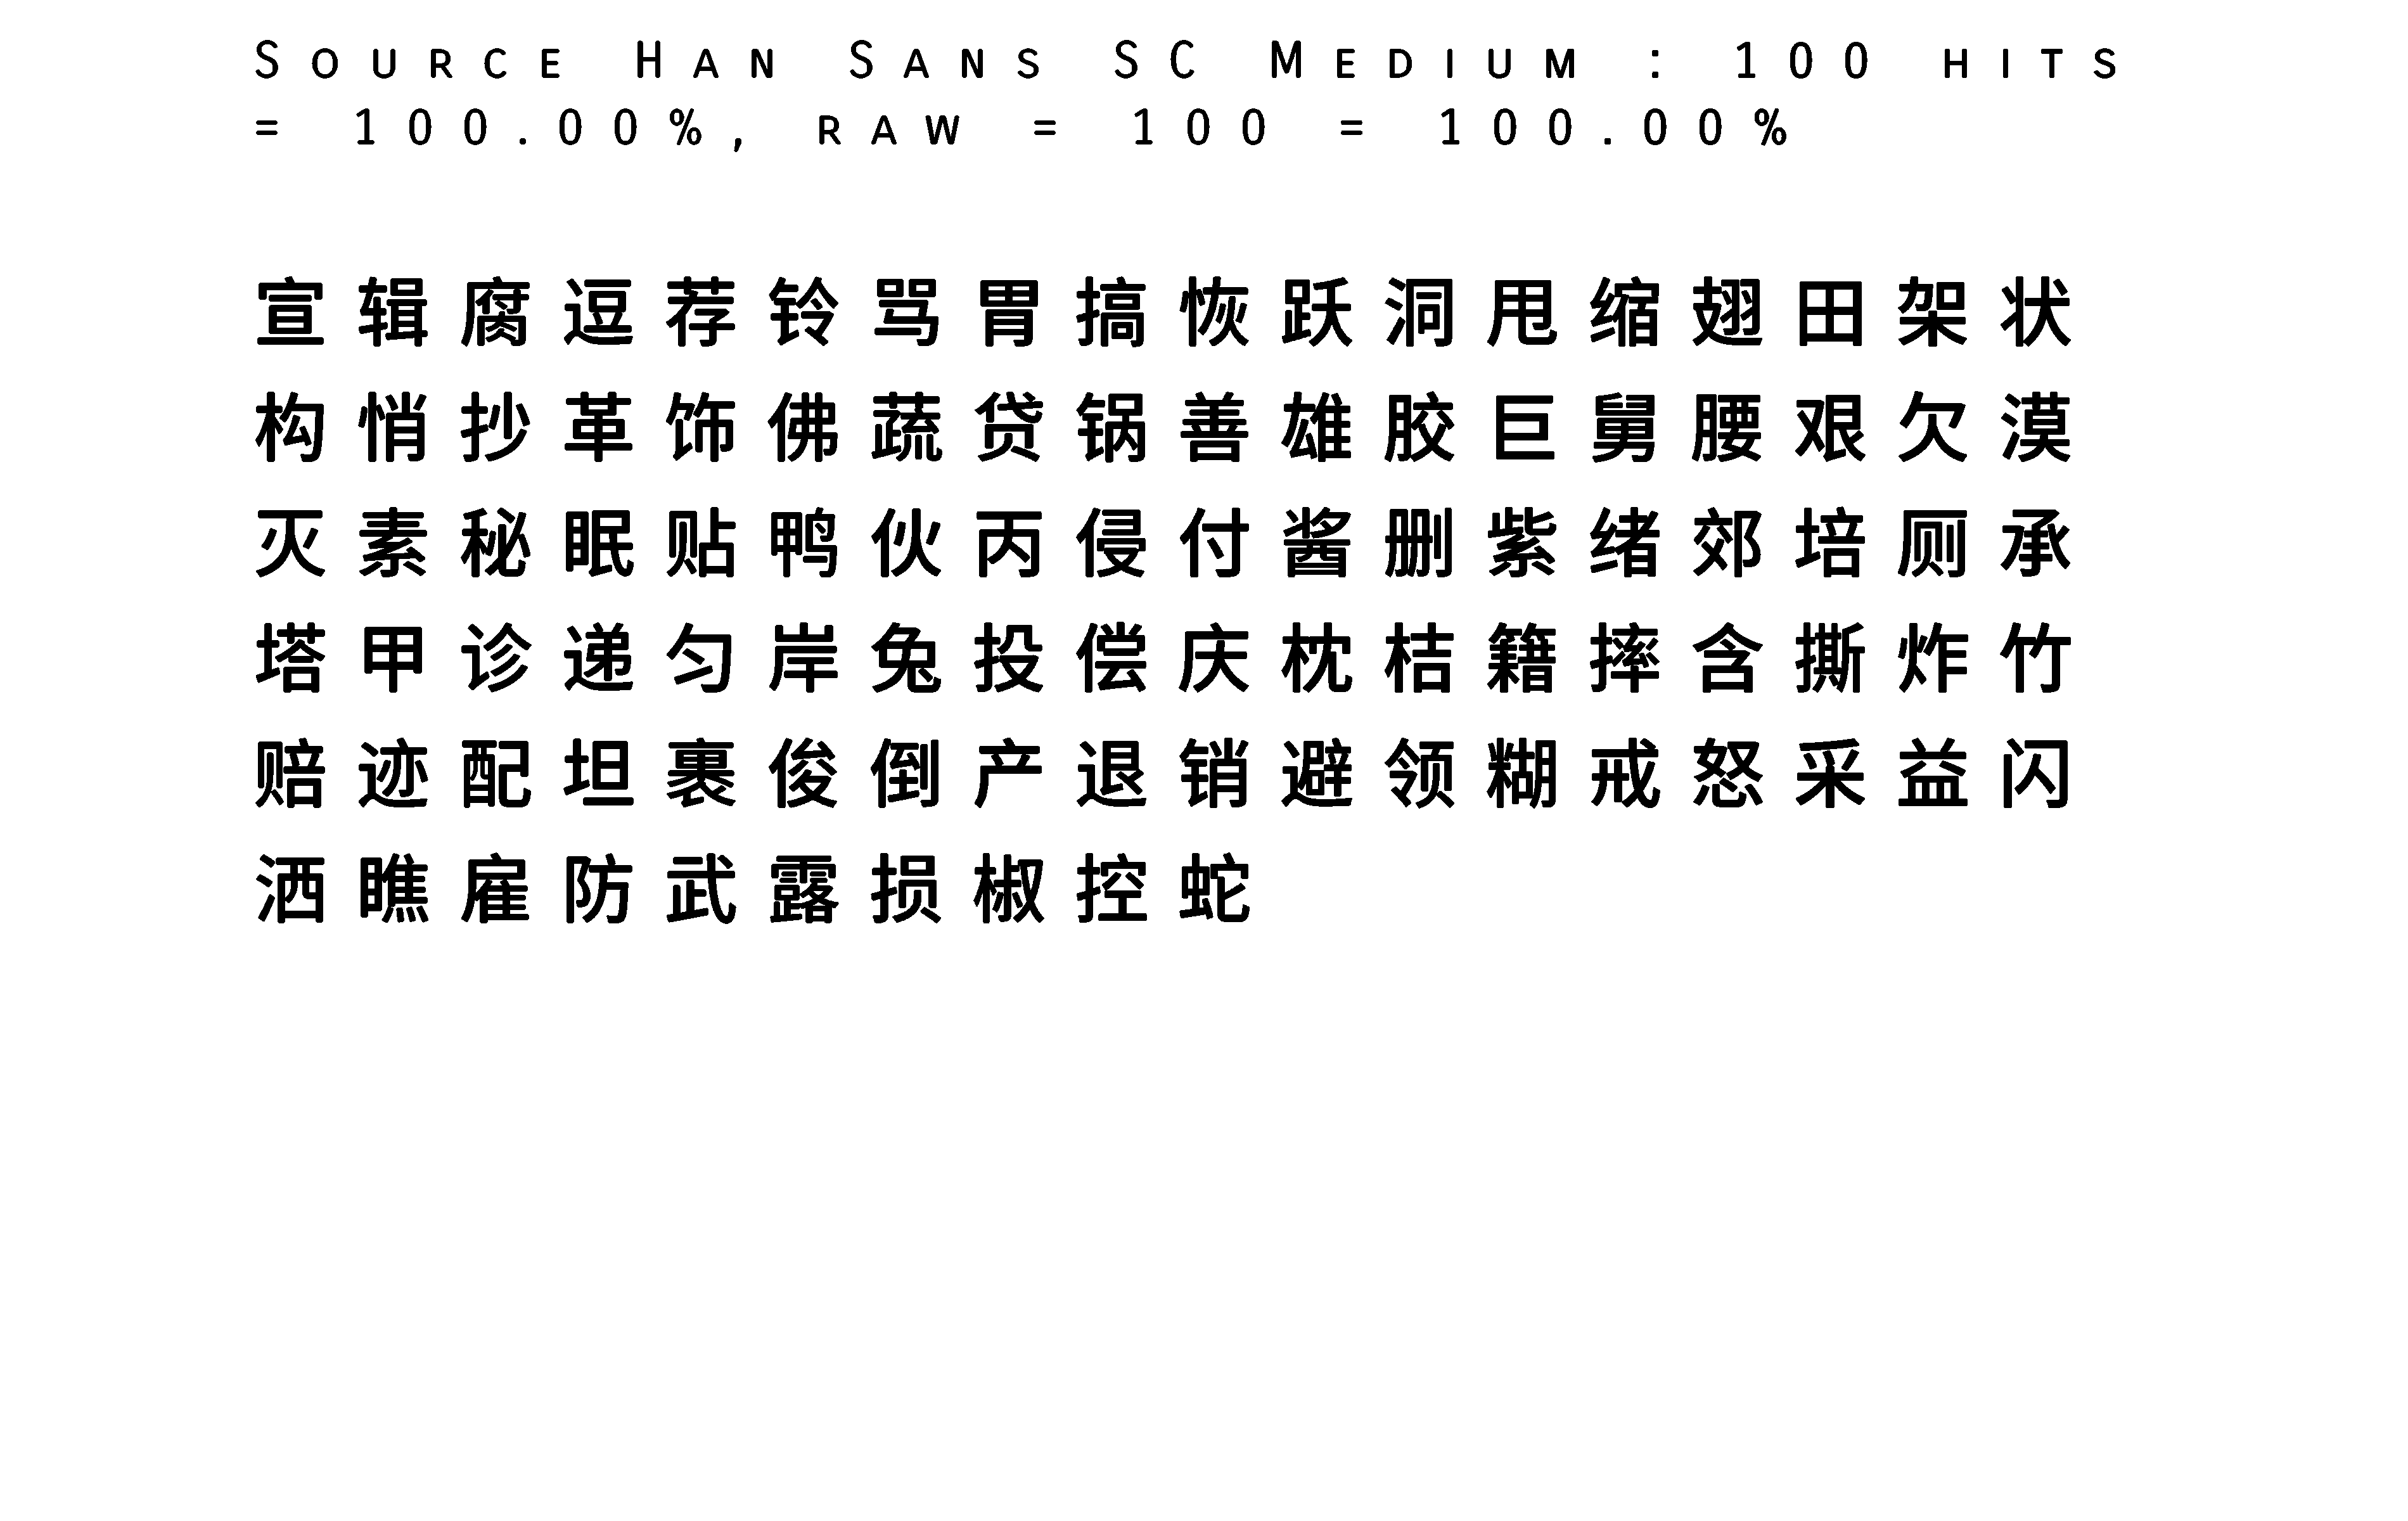 Source Han Sans SC Medium : 100 hits
= 100.00%, raw = 100 = 100.00%
宣辑腐逗荐铃骂胃搞恢跃洞甩缩翅田架状
构悄抄革饰佛蔬贷锅善雄胶巨舅腰艰欠漠
灭素秘眠贴鸭伙丙侵付酱删紫绪郊培厕承
塔甲诊递匀岸兔投偿庆枕桔籍摔含撕炸竹
赔迹配坦裹俊倒产退销避领糊戒怒采益闪
洒瞧雇防武露损椒控蛇